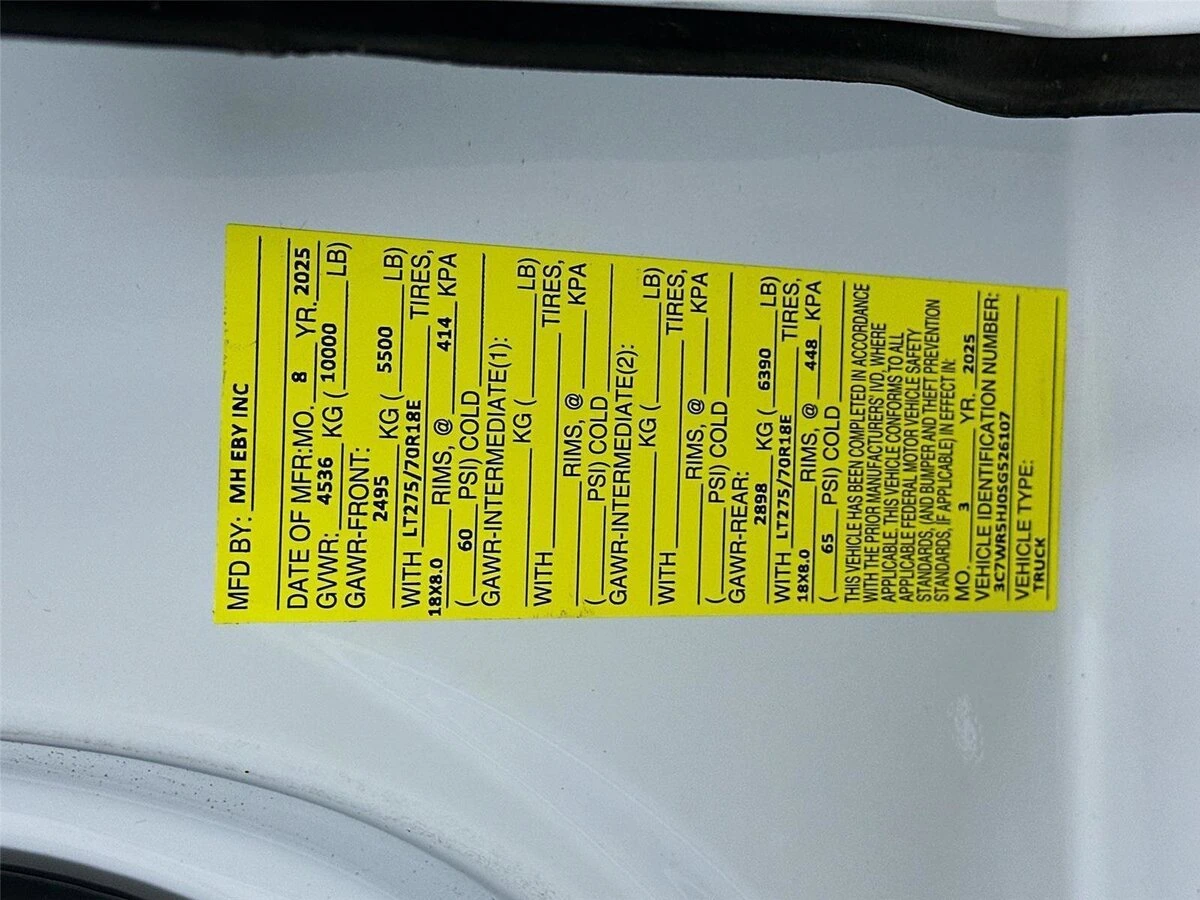 MFD BY: MH EBY INC
DATE OF MFR:MO. 8 YR. 2025
GVWR: 4536 KG ( 10000 LB)
GAWR-FRONT:
2495 KG ( 5500 LB)
WITH LT275/70R18E TIRES,
18X8.0 RIMS, @ 414 KPA
( 60 PSI) COLD
GAWR-INTERMEDIATE(1):
KG ( LB)
WITH TIRES,
RIMS, @ KPA
( PSI) COLD
GAWR-INTERMEDIATE(2):
KG ( LB)
WITH TIRES,
RIMS, @ KPA
( PSI) COLD
GAWR-REAR:
2898 KG ( 6390 LB)
WITH LT275/70R18E TIRES,
18X8.0 RIMS, @ 448 KPA
( 65 PSI) COLD
THIS VEHICLE HAS BEEN COMPLETED IN ACCORDANCE
WITH THE PRIOR MANUFACTURERS' IVD, WHERE
APPLICABLE. THIS VEHICLE CONFORMS TO ALL
APPLICABLE FEDERAL MOTOR VEHICLE SAFETY
STANDARDS, (AND BUMPER AND THEFT PREVENTION
STANDARDS, IF APPLICABLE) IN EFFECT IN:
MO. 3 YR. 2025
VEHICLE IDENTIFICATION NUMBER:
3C7WR5HJ0SG526107
VEHICLE TYPE:
TRUCK